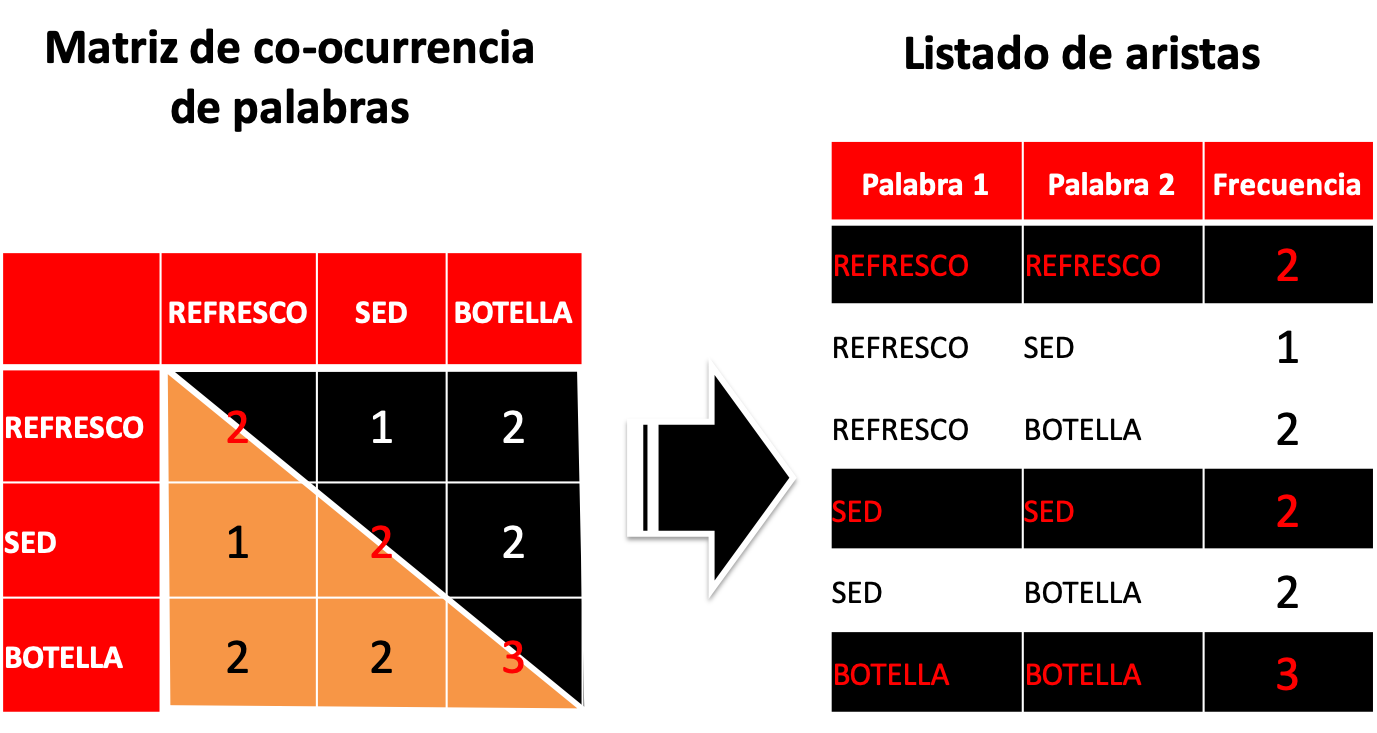 Matriz de co-ocurrencia
de palabras
REFRESCO SED BOTELLA
REFRESCO 2 1 2
SED 1 2 2
BOTELLA 2 2 3
Listado de aristas
Palabra 1 Palabra 2 Frecuencia
REFRESCO REFRESCO 2
REFRESCO SED 1
REFRESCO BOTELLA 2
SED SED 2
SED BOTELLA 2
BOTELLA BOTELLA 3